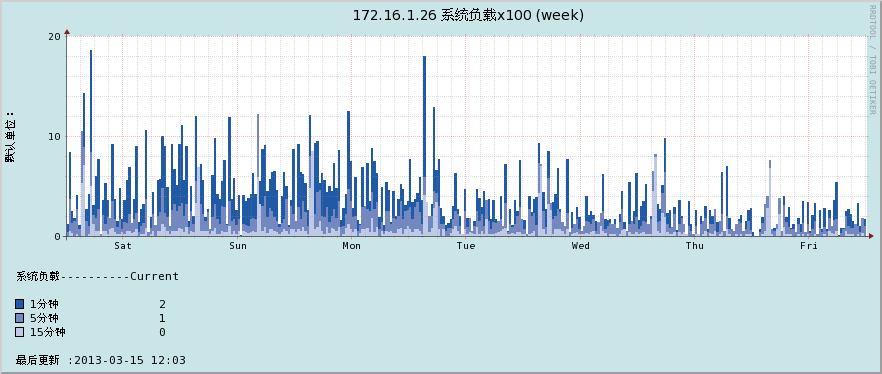 172.16.1.26 系统负载x100 (week)
RRDTOOL / TOBI OETIKER
默认单位：
20
10
0
Sat Sun Mon Tue Wed Thu Fri
系统负载----------Current
1分钟 2
5分钟 1
15分钟 0
最后更新 :2013-03-15 12:03